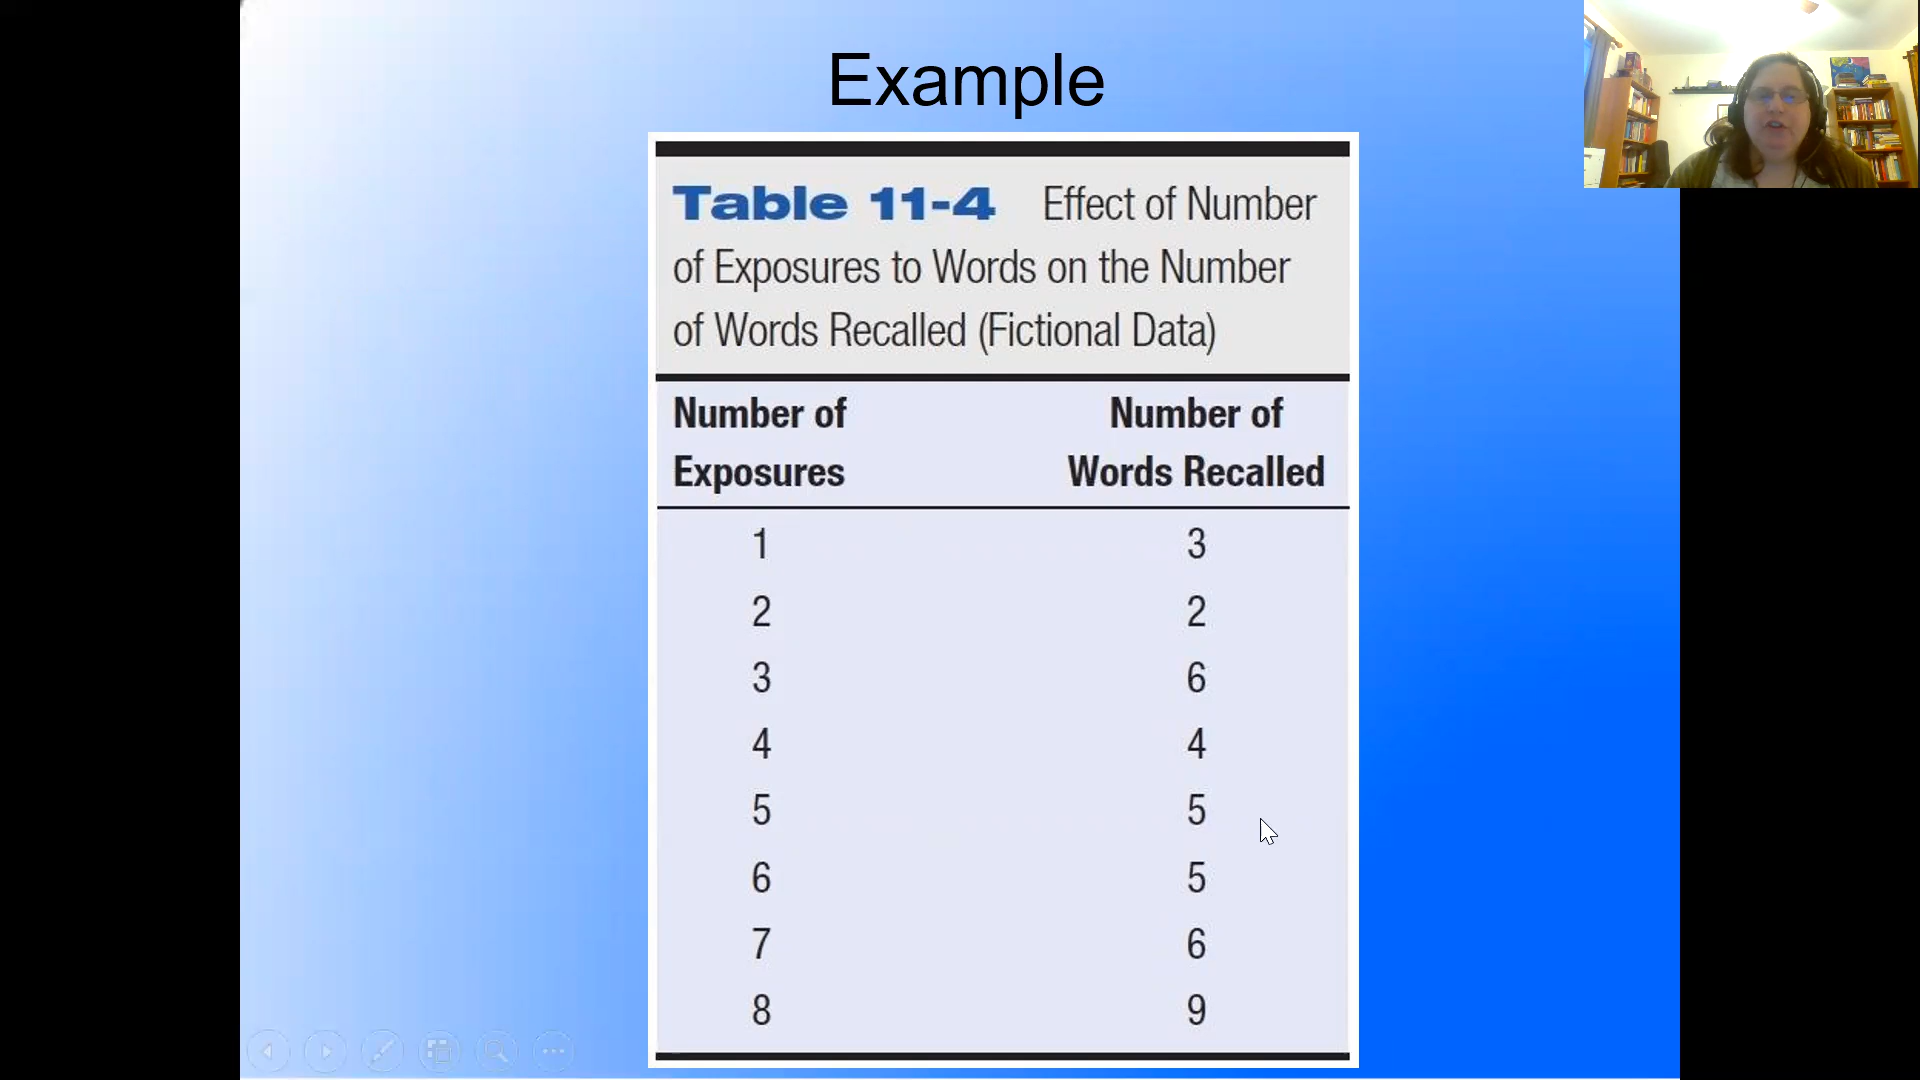 Example
Table 11-4 Effect of Number
of Exposures to Words on the Number
of Words Recalled (Fictional Data)
Number of Exposures Number of Words Recalled
1 3
2 2
3 6
4 4
5 5
6 5
7 6
8 9